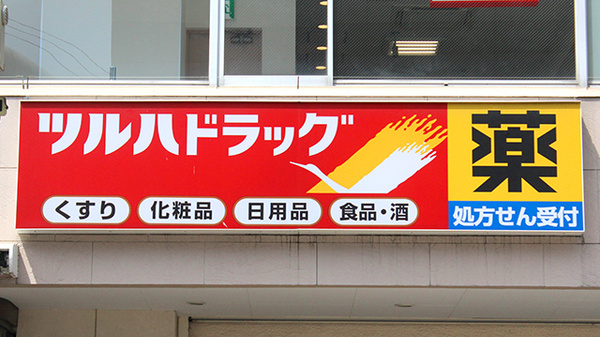 ツルハドラッグ
くすり 化粧品 日用品 食品・酒
薬
処方せん受付